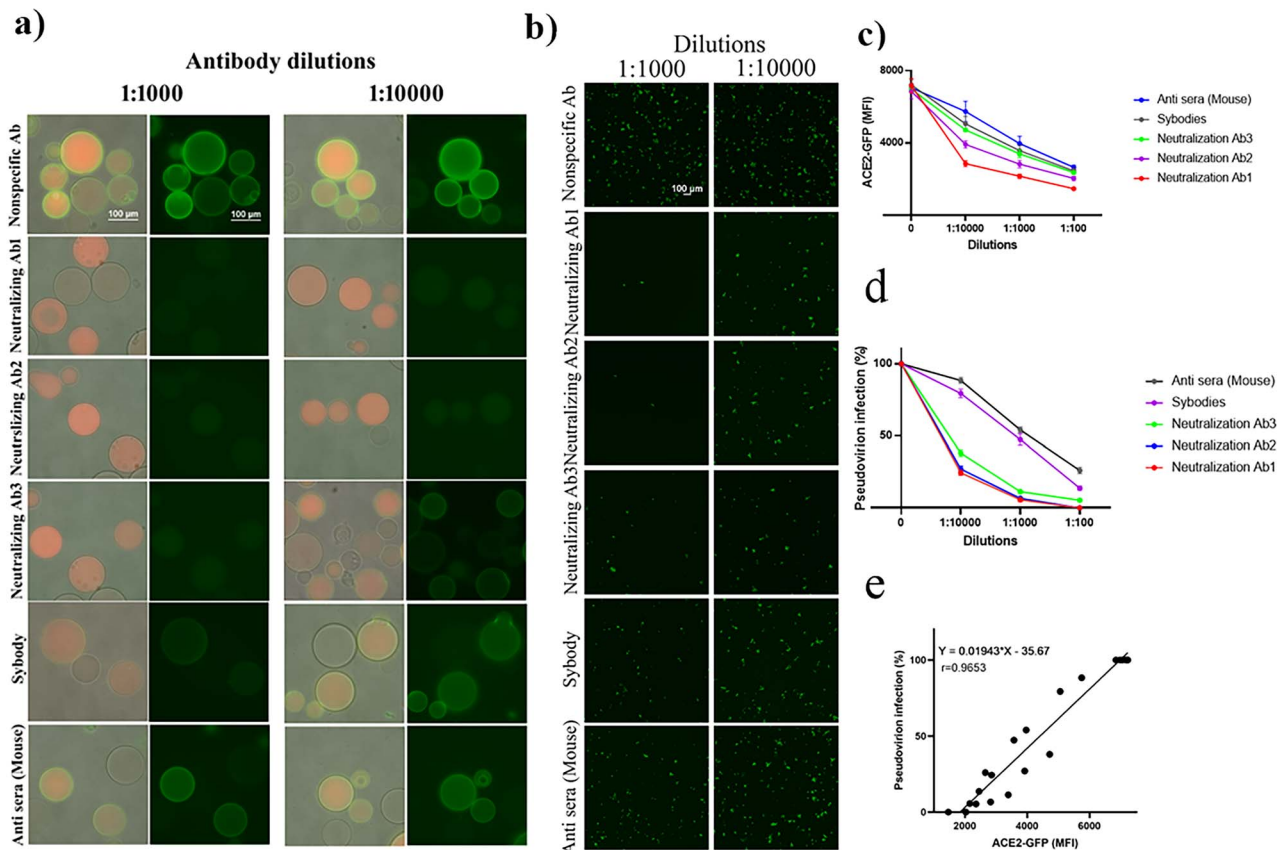 a)
Antibody dilutions
1:1000
1:10000
Nonspecific Ab
100 µm
100 µm
Neutralizing Ab1
Neutrilizing Ab2
Neutralizing Ab3
Sybody
Anti sera (Mouse)
b)
Dilutions
1:1000
1:10000
Nonspecific Ab
100 µm
Neutralizing Ab1
Neutralizing Ab2
Neutralizing Ab3
Sybody
Anti sera (Mouse)
c)
ACE2-GFP (MFI)
8000
4000
0
1:10000
1:1000
1:100
Dilutions
Anti sera (Mouse)
Sybodies
Neutralization Ab3
Neutralization Ab2
Neutralization Ab1
d
Pseudovirion infection (%)
100
50
0
1:10000
1:1000
1:100
Dilutions
Anti sera (Mouse)
Sybodies
Neutralization Ab3
Neutralization Ab2
Neutralization Ab1
e
Pseudovirion infection (%)
Y = 0.01943*X - 35.67
r=0.9653
100
50
0
2000
4000
6000
ACE2-GFP (MFI)